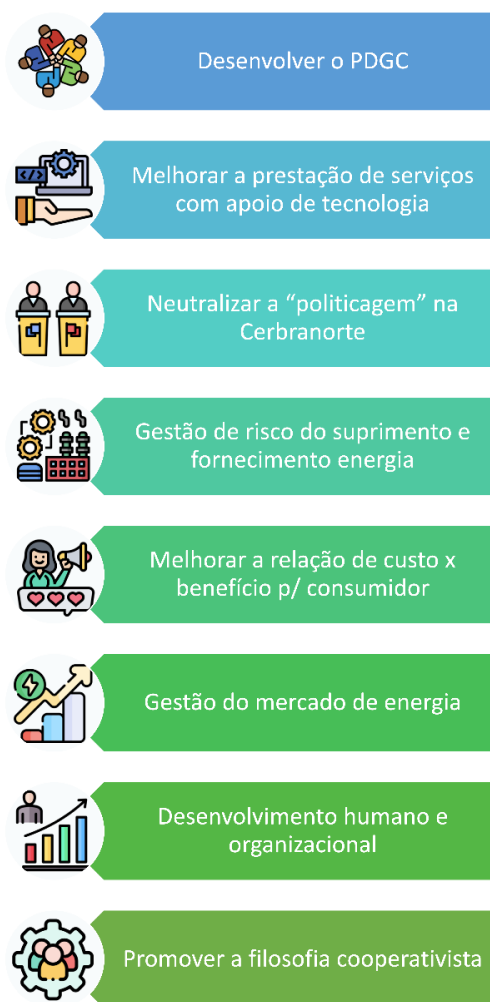 Desenvolver o PDGC
Melhorar a prestação de serviços
com apoio de tecnologia
Neutralizar a “politicagem” na
Cerbranorte
Gestão de risco do suprimento e
fornecimento energia
Melhorar a relação de custo x
benefício p/ consumidor
Gestão do mercado de energia
Desenvolvimento humano e
organizacional
Promover a filosofia cooperativista